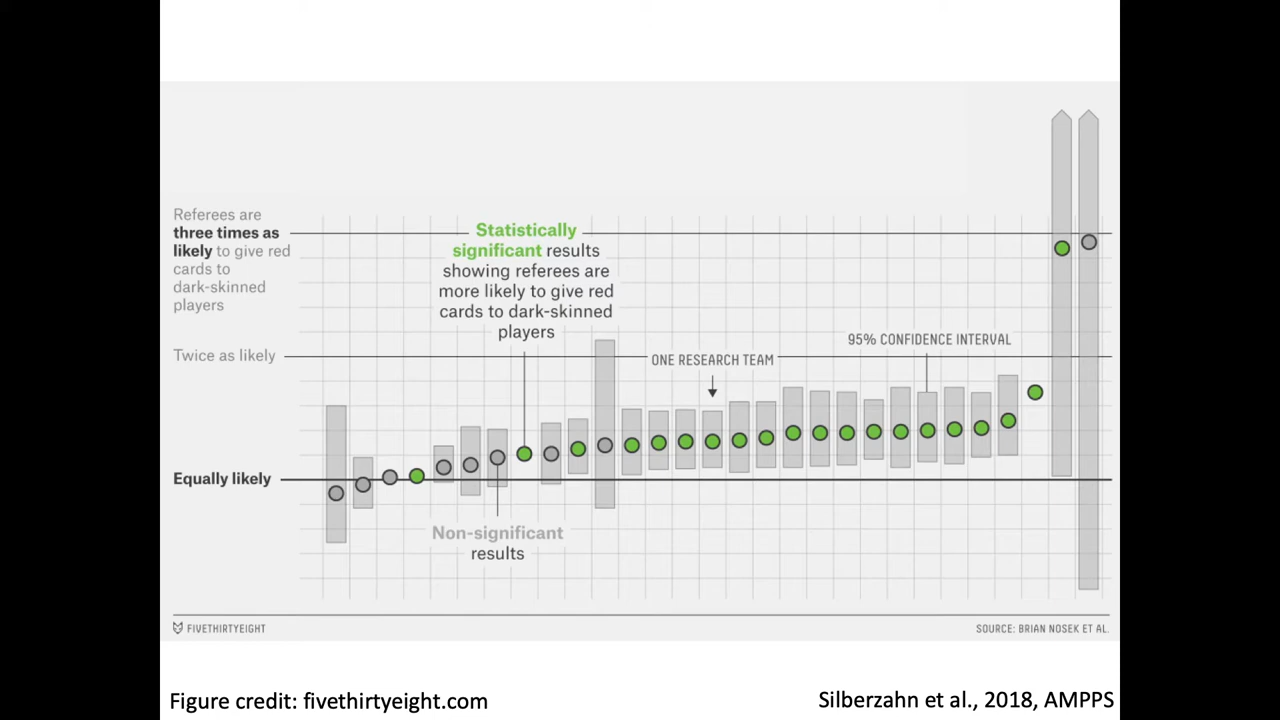 Referees are
three times as
likely to give red
cards to
dark-skinned
players
Statistically
significant results
showing referees are
more likely to give red
cards to dark-skinned
players
Twice as likely
ONE RESEARCH TEAM
95% CONFIDENCE INTERVAL
Equally likely
Non-significant
results
FIVETHIRTYEIGHT
SOURCE: BRIAN NOSEK ET AL.
Figure credit: fivethirtyeight.com
Silberzahn et al., 2018, AMPPS